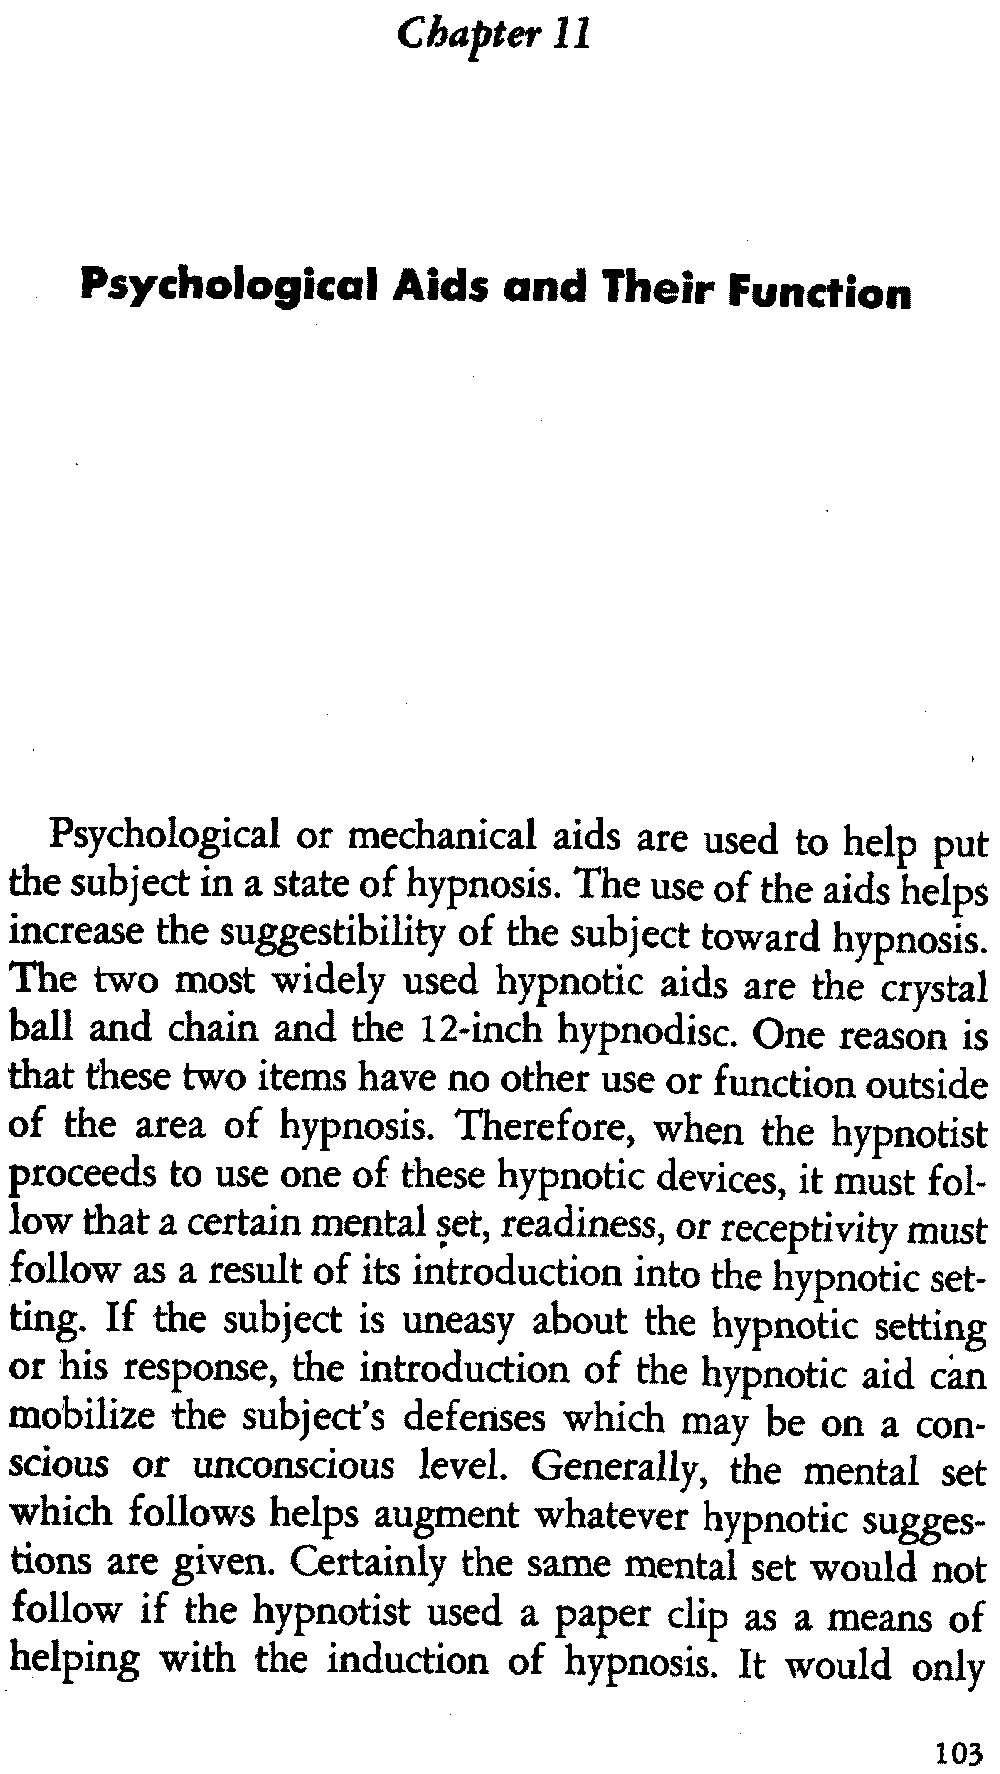 Chapter 11
Psychological Aids and Their Function
Psychological or mechanical aids are used to help put
the subject in a state of hypnosis. The use of the aids helps
increase the suggestibility of the subject toward hypnosis.
The two most widely used hypnotic aids are the crystal
ball and chain and the 12-inch hypnodisc. One reason is
that these two items have no other use or function outside
of the area of hypnosis. Therefore, when the hypnotist
proceeds to use one of these hypnotic devices, it must fol-
low that a certain mental set, readiness, or receptivity must
follow as a result of its introduction into the hypnotic set-
ting. If the subject is uneasy about the hypnotic setting
or his response, the introduction of the hypnotic aid can
mobilize the subject's defenses which may be on a con-
scious or unconscious level. Generally, the mental set
which follows helps augment whatever hypnotic sugges-
tions are given. Certainly the same mental set would not
follow if the hypnotist used a paper clip as a means of
helping with the induction of hypnosis. It would only
103